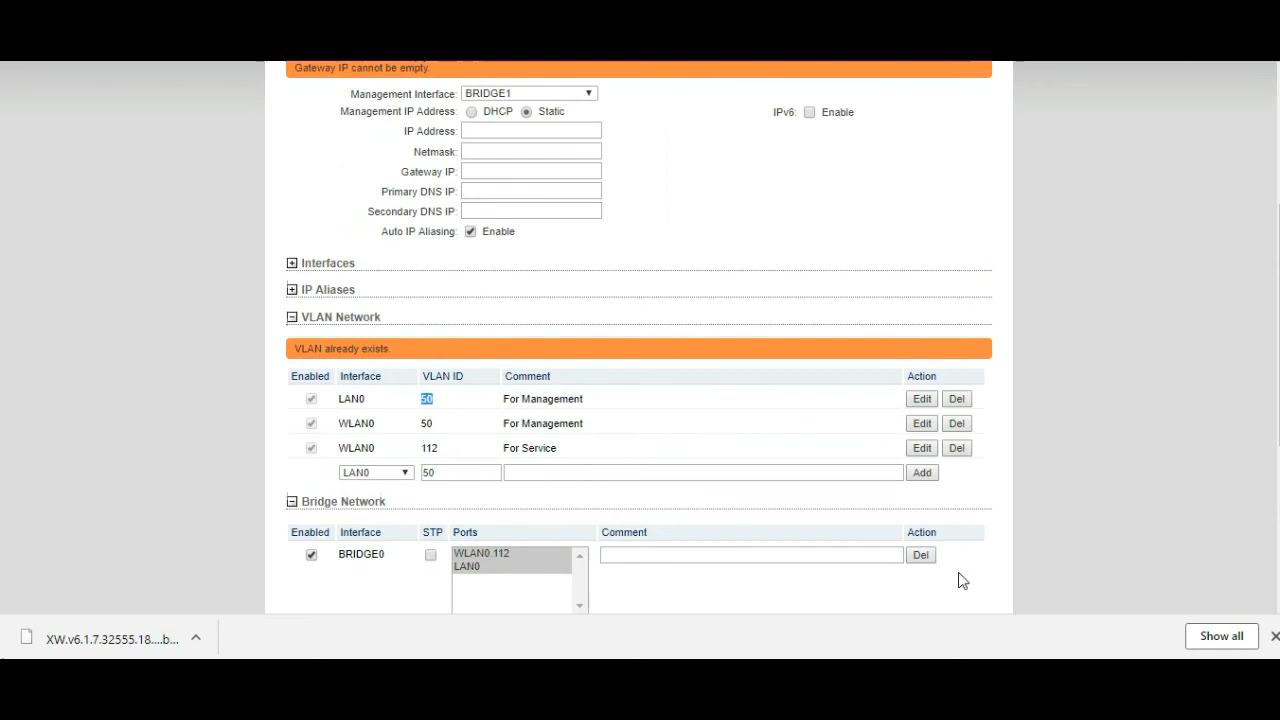 Gateway IP cannot be empty.
Management Interface: BRIDGE1
Management IP Address: DHCP Static IPv6: Enable
IP Address:
Netmask:
Gateway IP:
Primary DNS IP:
Secondary DNS IP:
Auto IP Aliasing: Enable
Interfaces
IP Aliases
VLAN Network
VLAN already exists.
Enabled Interface VLAN ID Comment Action
LAN0 50 For Management Edit Del
WLAN0 50 For Management Edit Del
WLAN0 112 For Service Edit Del
LAN0 50 Add
Bridge Network
Enabled Interface STP Ports Comment Action
BRIDGE0 WLAN0.112 Del
LAN0
XW.v6.1.7.32555.18....b... Show all